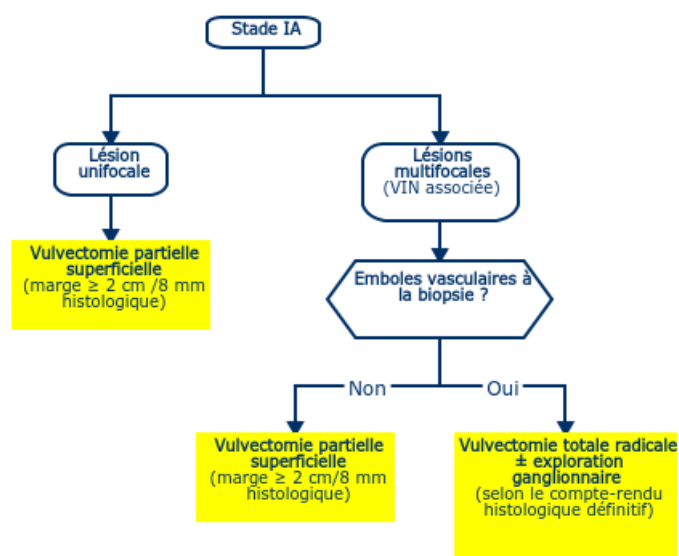 Stade IA
Lésion
unifocale
Lésions
multifocales
(VIN associée)
Vulvectomie partielle
superficielle
(marge ≥ 2 cm /8 mm
histologique)
Emboles vasculaires à
la biopsie ?
Non
Oui
Vulvectomie partielle
superficielle
(marge ≥ 2 cm/8 mm
histologique)
Vulvectomie totale radicale
± exploration
ganglionnaire
(selon le compte-rendu
histologique définitif)